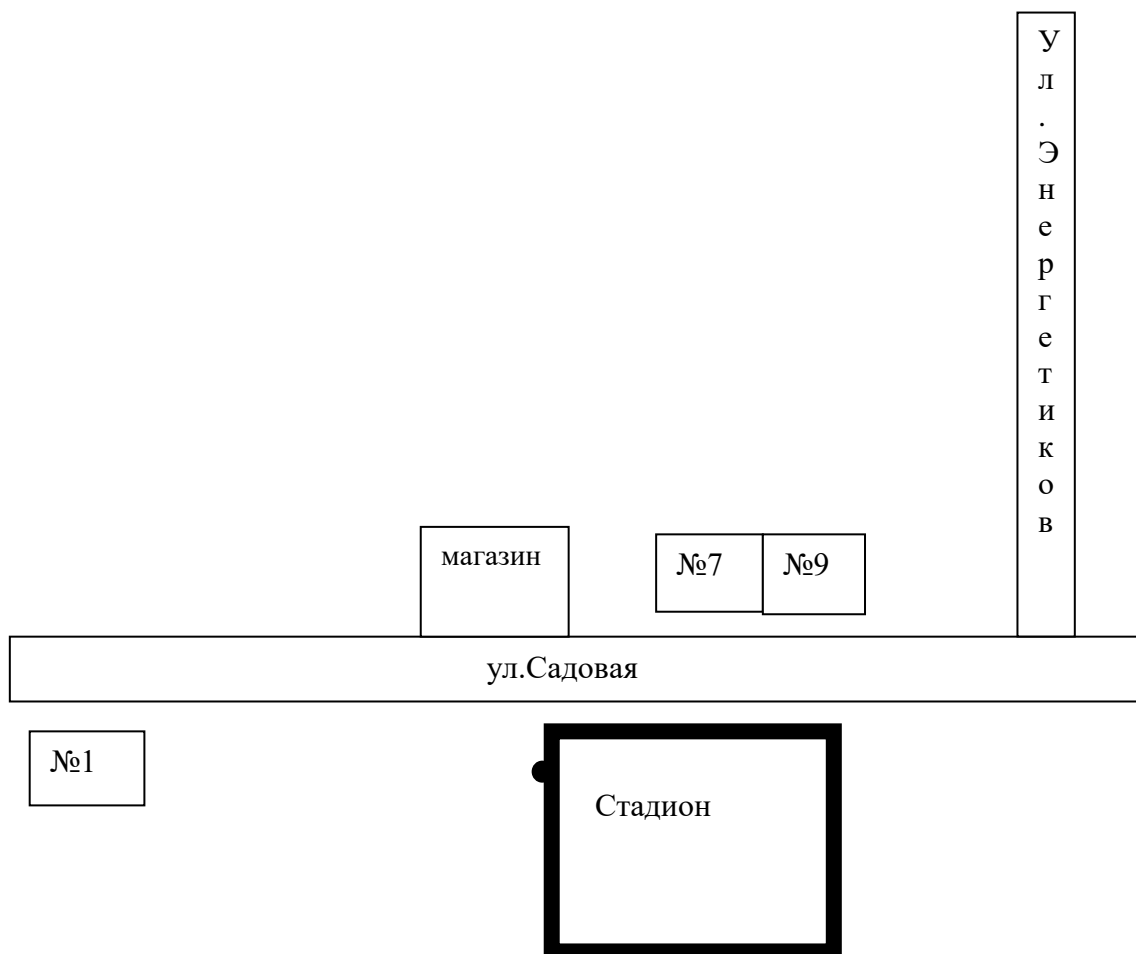 Ул.Энергетиков
магазин
№7
№9
ул.Садовая
№1
Стадион